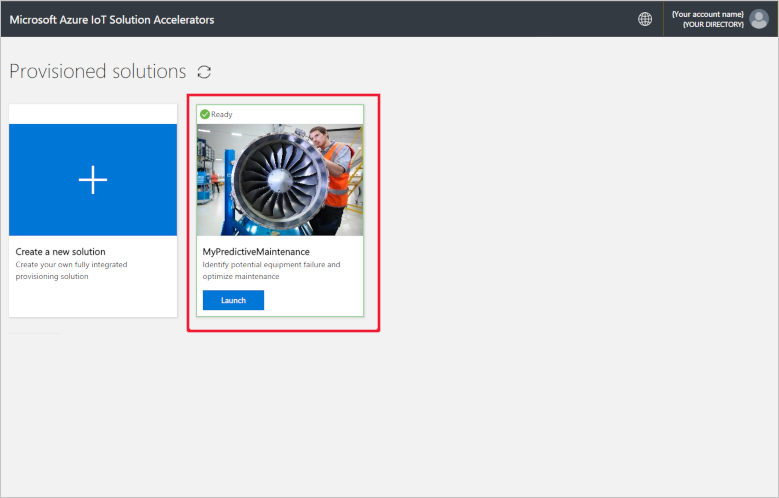 Microsoft Azure IoT Solution Accelerators
{Your account name}
{YOUR DIRECTORY}
Provisioned solutions
Ready
Create a new solution
Create your own fully integrated
provisioning solution
MyPredictiveMaintenance
Identify potential equipment failure and
optimize maintenance
Launch